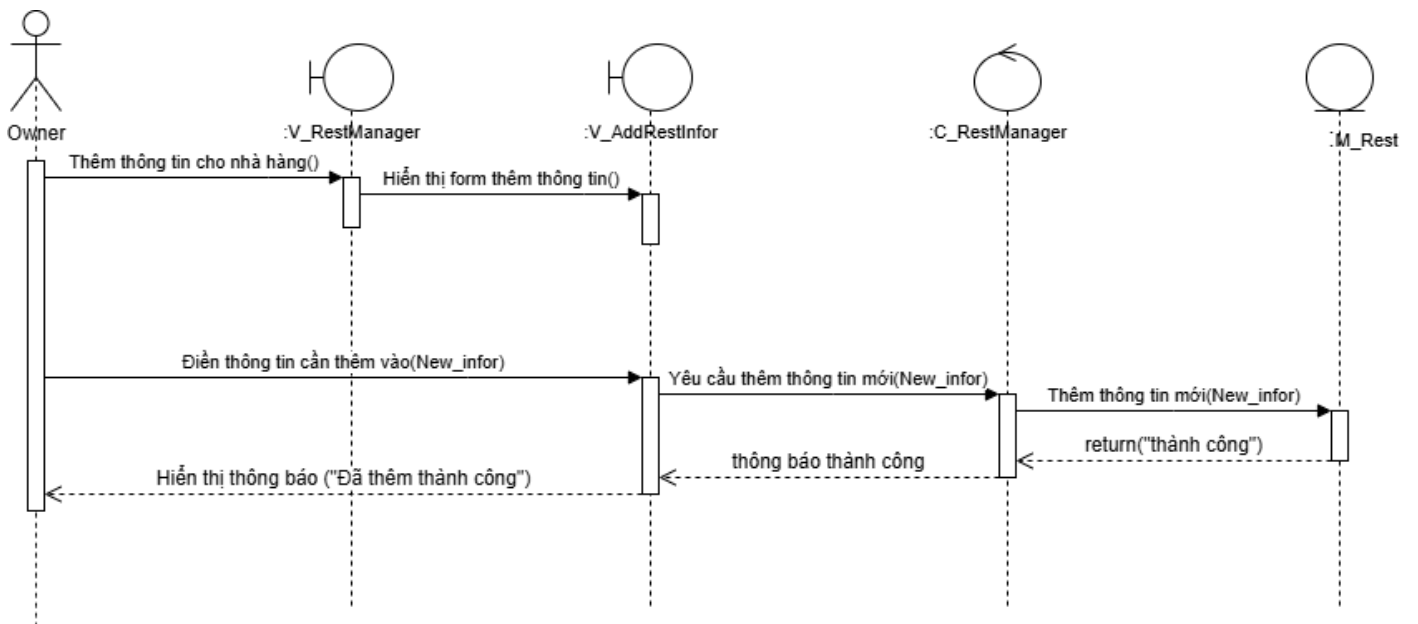 Owner
:V_RestManager
:V_AddRestInfor
:C_RestManager
:M_Rest
Thêm thông tin cho nhà hàng()
Hiển thị form thêm thông tin()
Điền thông tin cần thêm vào(New_infor)
Yêu cầu thêm thông tin mới(New_infor)
Thêm thông tin mới(New_infor)
return("thành công")
thông báo thành công
Hiển thị thông báo ("Đã thêm thành công")